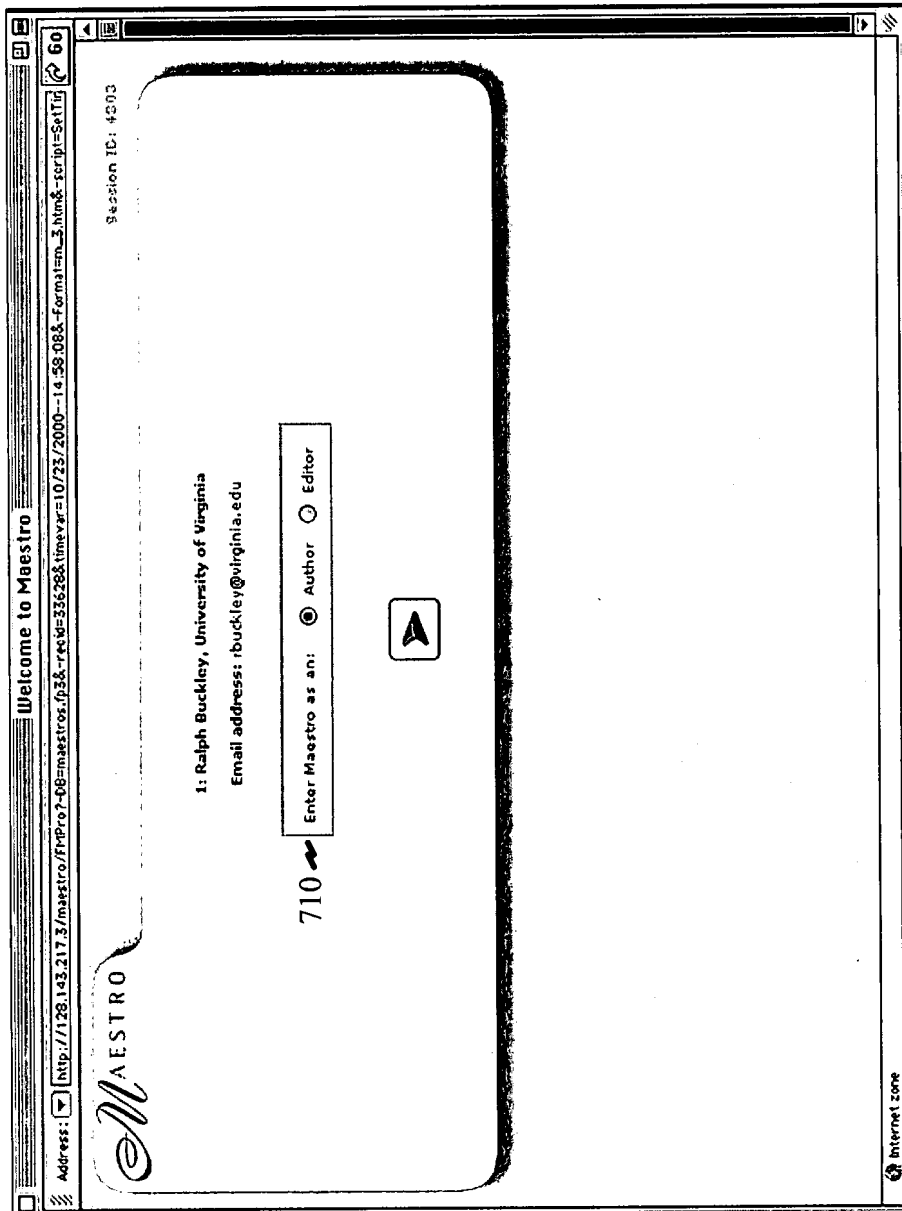 Welcome to Maestro
Address: http://128.143.217.3/maestro/FMPro?-DB=maestros.fp3&-recid=33628&timevar=10/23/2000--14:58:08&-Format=m_3.htm&-script=SetTim Go
MAESTRO
Session ID: 4303
1: Ralph Buckley, University of Virginia
Email address: rbuckley@virginia.edu
710
Enter Maestro as an: Author Editor
Internet zone